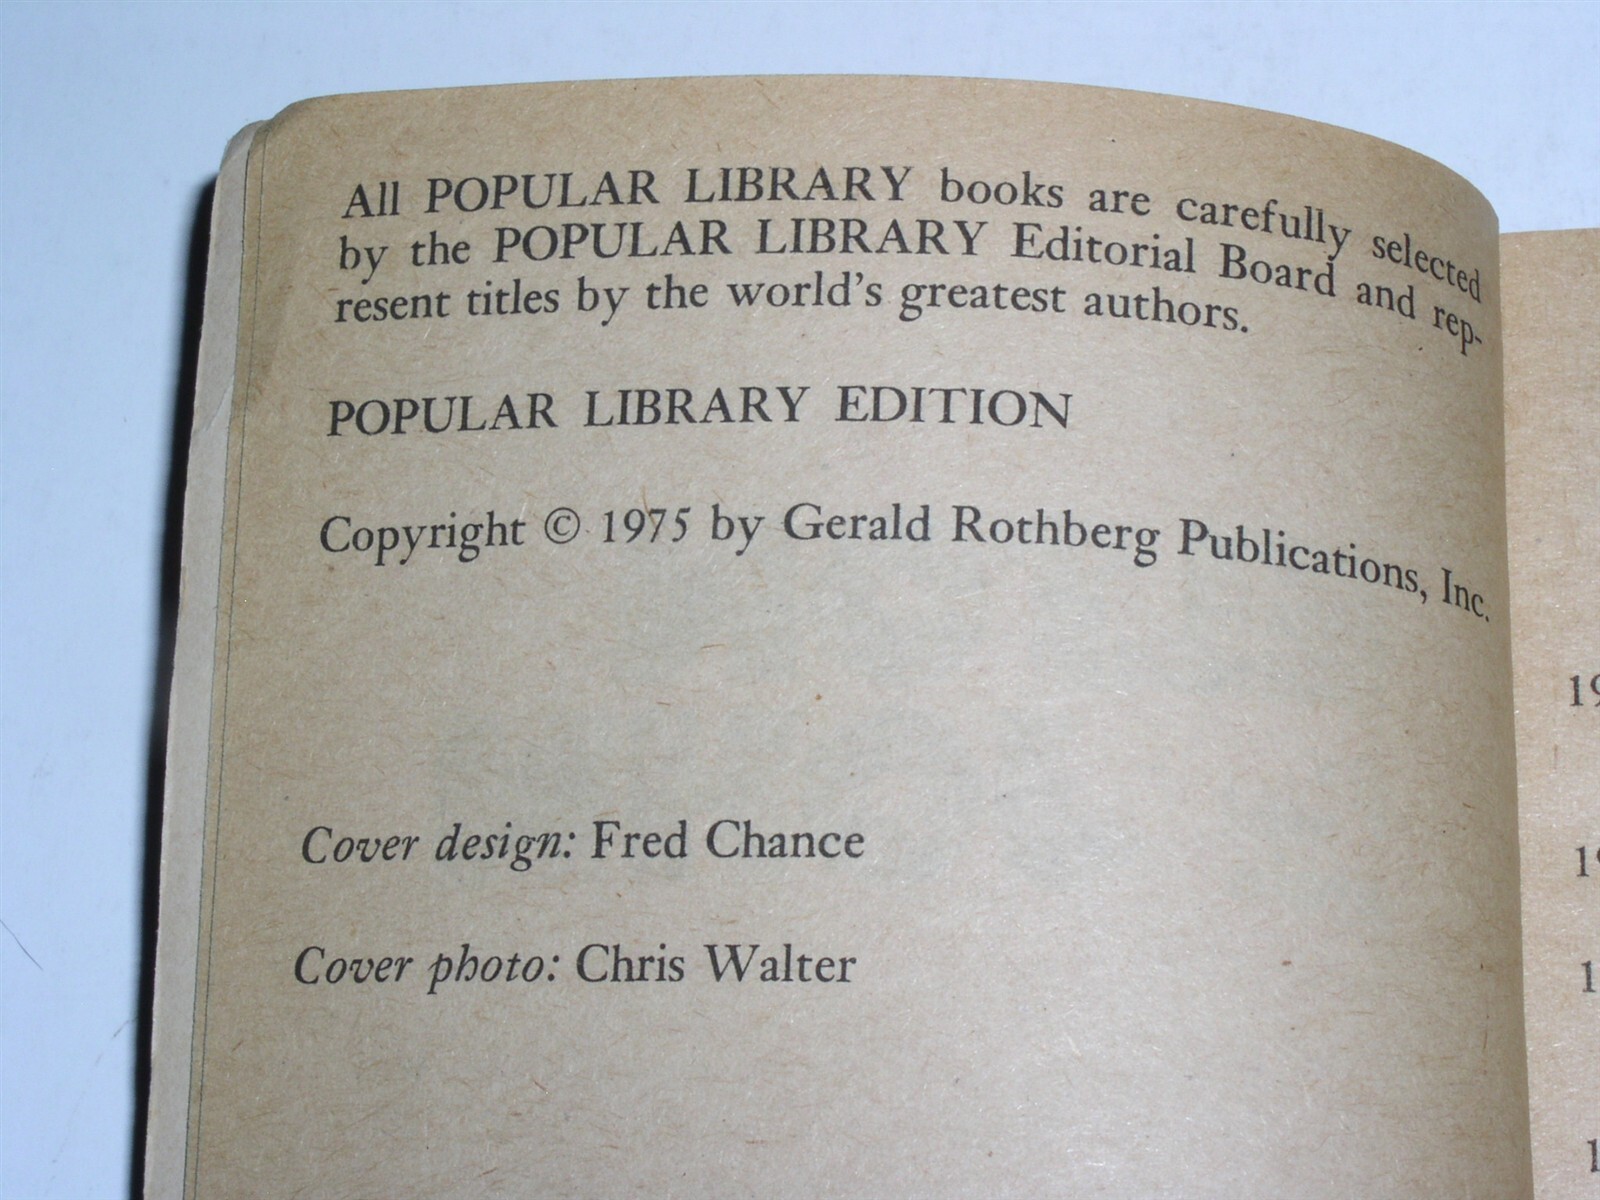 All POPULAR LIBRARY books are carefully selected
by the POPULAR LIBRARY Editorial Board and rep-
resent titles by the world's greatest authors.
POPULAR LIBRARY EDITION
Copyright © 1975 by Gerald Rothberg Publications, Inc.
Cover design: Fred Chance
Cover photo: Chris Walter